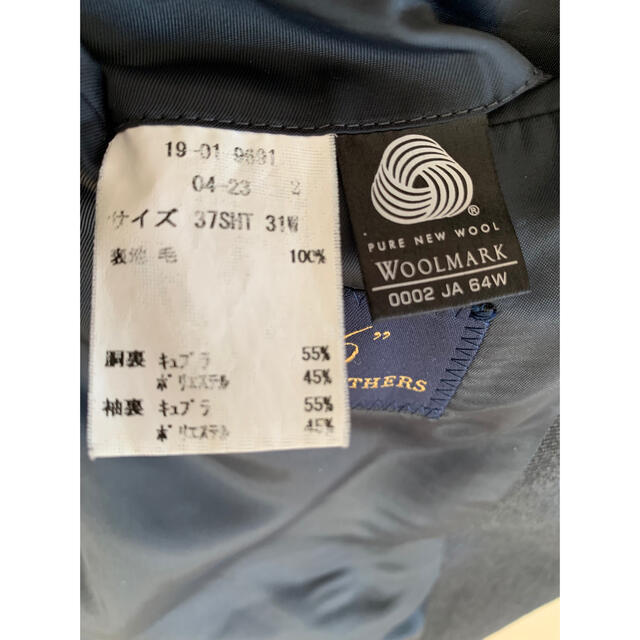 19-01-9691
04-23 2
サイズ 37SHT 31W
表地 毛 100%
胴裏 キュプラ 55%
ポリエステル 45%
袖裏 キュプラ 55%
ポリエステル 45%
®
PURE NEW WOOL
WOOLMARK
0002 JA 64W
6”
THERS